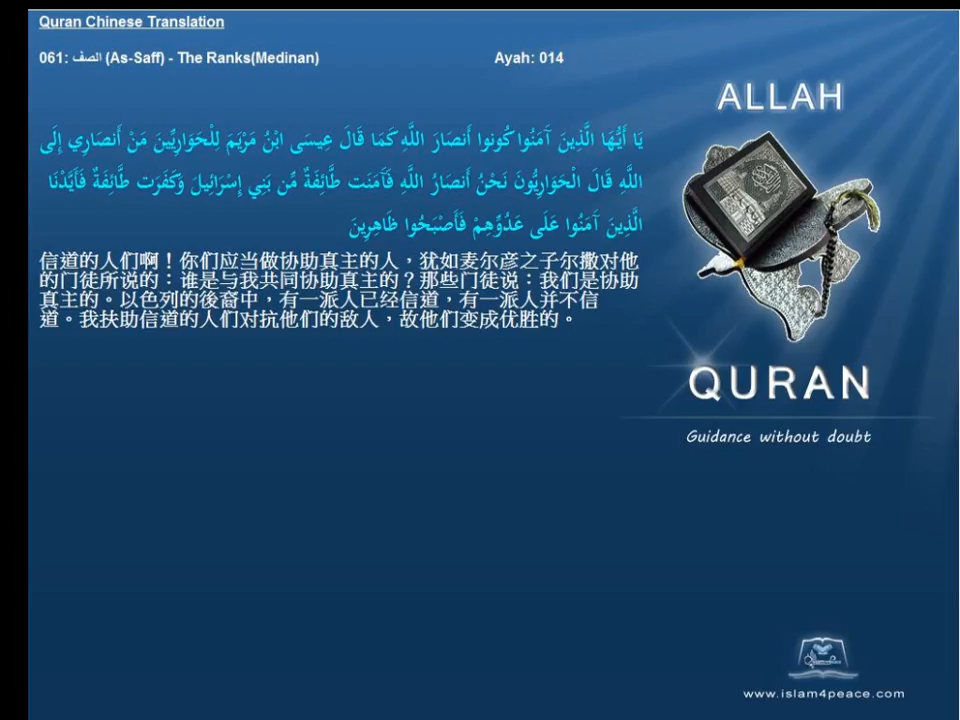 Quran Chinese Translation
061: الصف (As-Saff) - The Ranks(Medinan) Ayah: 014
يَا أَيُّهَا الَّذِينَ آَمَنُوا كُونوا أَنصَارَ اللَّهِ كَمَا قَالَ عِيسَى ابْنُ مَرْيَمَ لِلْحَوَارِيِّينَ مَنْ أَنصَارِي إِلَى
اللَّهِ قَالَ الْحَوَارِيُّونَ نَحْنُ أَنصَارُ اللَّهِ فَآَمَنَت طَّائِفَةٌ مِّن بَنِي إِسْرَائِيلَ وَكَفَرَت طَّائِفَةٌ فَأَيَّدْنَا
الَّذِينَ آَمَنُوا عَلَى عَدُوِّهِمْ فَأَصْبَحُوا ظَاهِرِينَ
信道的人们啊！你们应当做协助真主的人，犹如麦尔彦之子尔撒对他
的门徒所说的：谁是与我共同协助真主的？那些门徒说：我们是协助
真主的。以色列的後裔中，有一派人已经信道，有一派人并不信
道。我扶助信道的人们对抗他们的敌人，故他们变成优胜的。
ALLAH
QURAN
Guidance without doubt
www.islam4peace.com